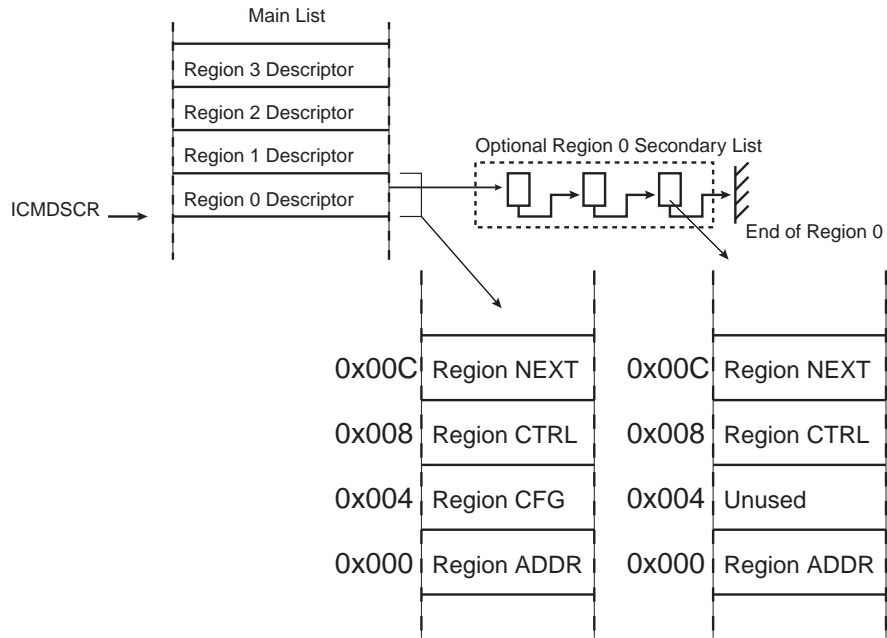 Main List
Region 3 Descriptor
Region 2 Descriptor
Region 1 Descriptor
Region 0 Descriptor
ICMDSCR
Optional Region 0 Secondary List
End of Region 0
0x00C Region NEXT
0x008 Region CTRL
0x004 Region CFG
0x000 Region ADDR
0x00C Region NEXT
0x008 Region CTRL
0x004 Unused
0x000 Region ADDR